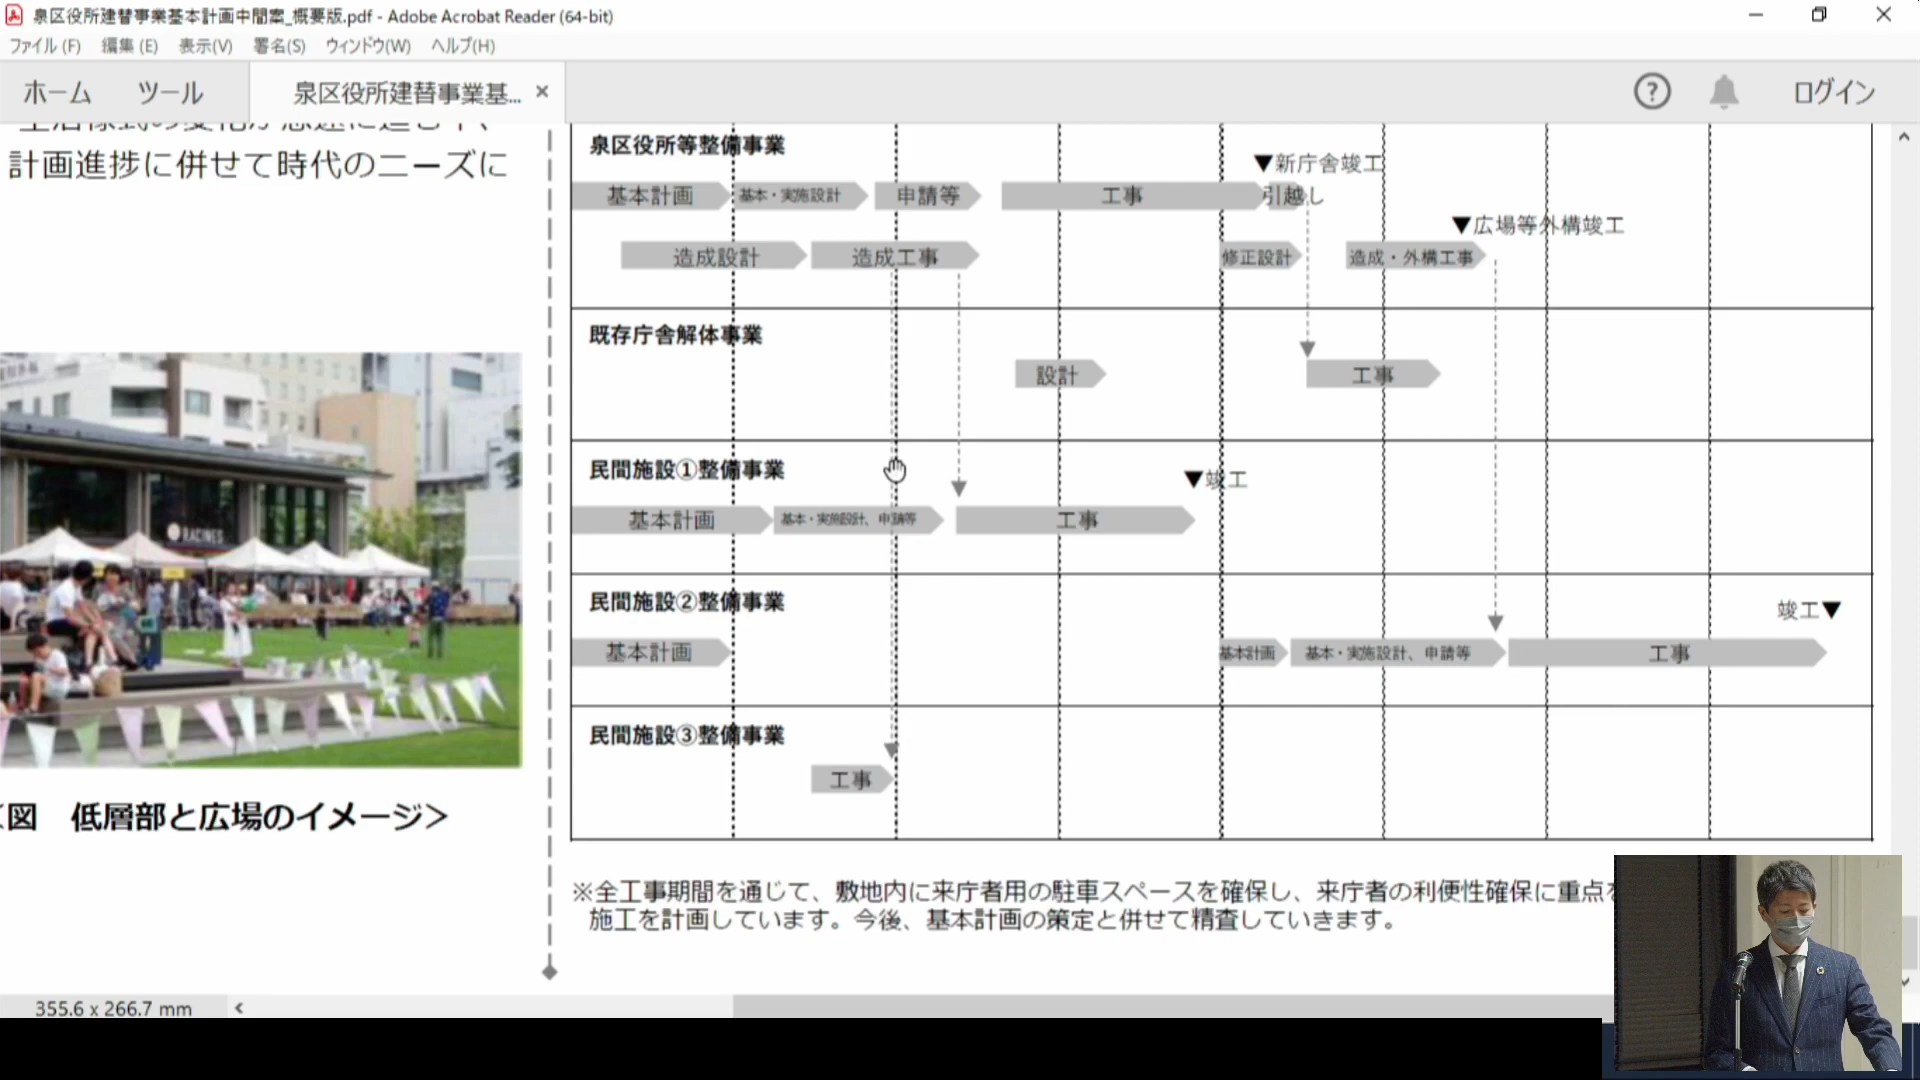 泉区役所建替事業基本計画中間案_概要版.pdf - Adobe Acrobat Reader (64-bit)
ファイル(F) 編集(E) 表示(V) 署名(S) ウィンドウ(W) ヘルプ(H)
ホーム ツール 泉区役所建替事業基... × ? ログイン
計画進捗に併せて時代のニーズに
RACINES
図 低層部と広場のイメージ>
泉区役所等整備事業
▼新庁舎竣工
基本計画 基本・実施設計 申請等 工事 引越し
▼広場等外構竣工
造成設計 造成工事 修正設計 造成・外構工事
既存庁舎解体事業
設計 工事
民間施設①整備事業
▼竣工
基本計画 基本・実施設計、申請等 工事
民間施設②整備事業
竣工▼
基本計画 基本計画 基本・実施設計、申請等 工事
民間施設③整備事業
工事
※全工事期間を通じて、敷地内に来庁者用の駐車スペースを確保し、来庁者の利便性確保に重点
施工を計画しています。今後、基本計画の策定と併せて精査していきます。
355.6 x 266.7 mm